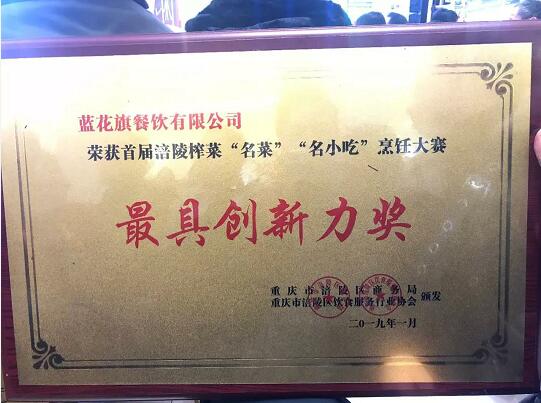 蓝花旗餐饮有限公司
荣获首届涪陵榨菜“名菜”“名小吃”烹饪大赛
最具创新力奖
重庆市涪陵区商务局
重庆市涪陵区饮食服务行业协会 颁发
二〇一九年一月